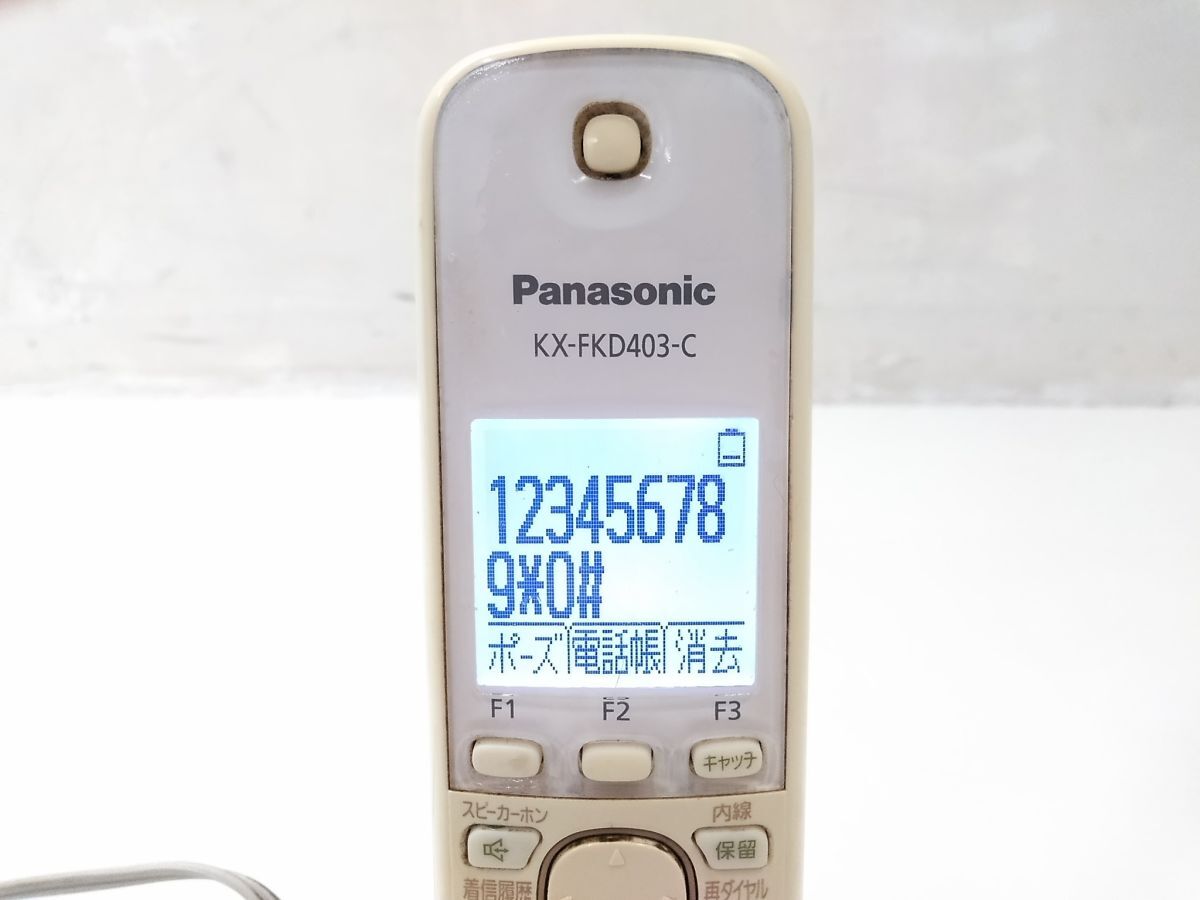 Panasonic
KX-FKD403-C
12345678
9*0#
ポーズ 電話帳 消去
F1 F2 F3
キャッチ
スピーカーホン 内線
保留
着信履歴 再ダイヤル